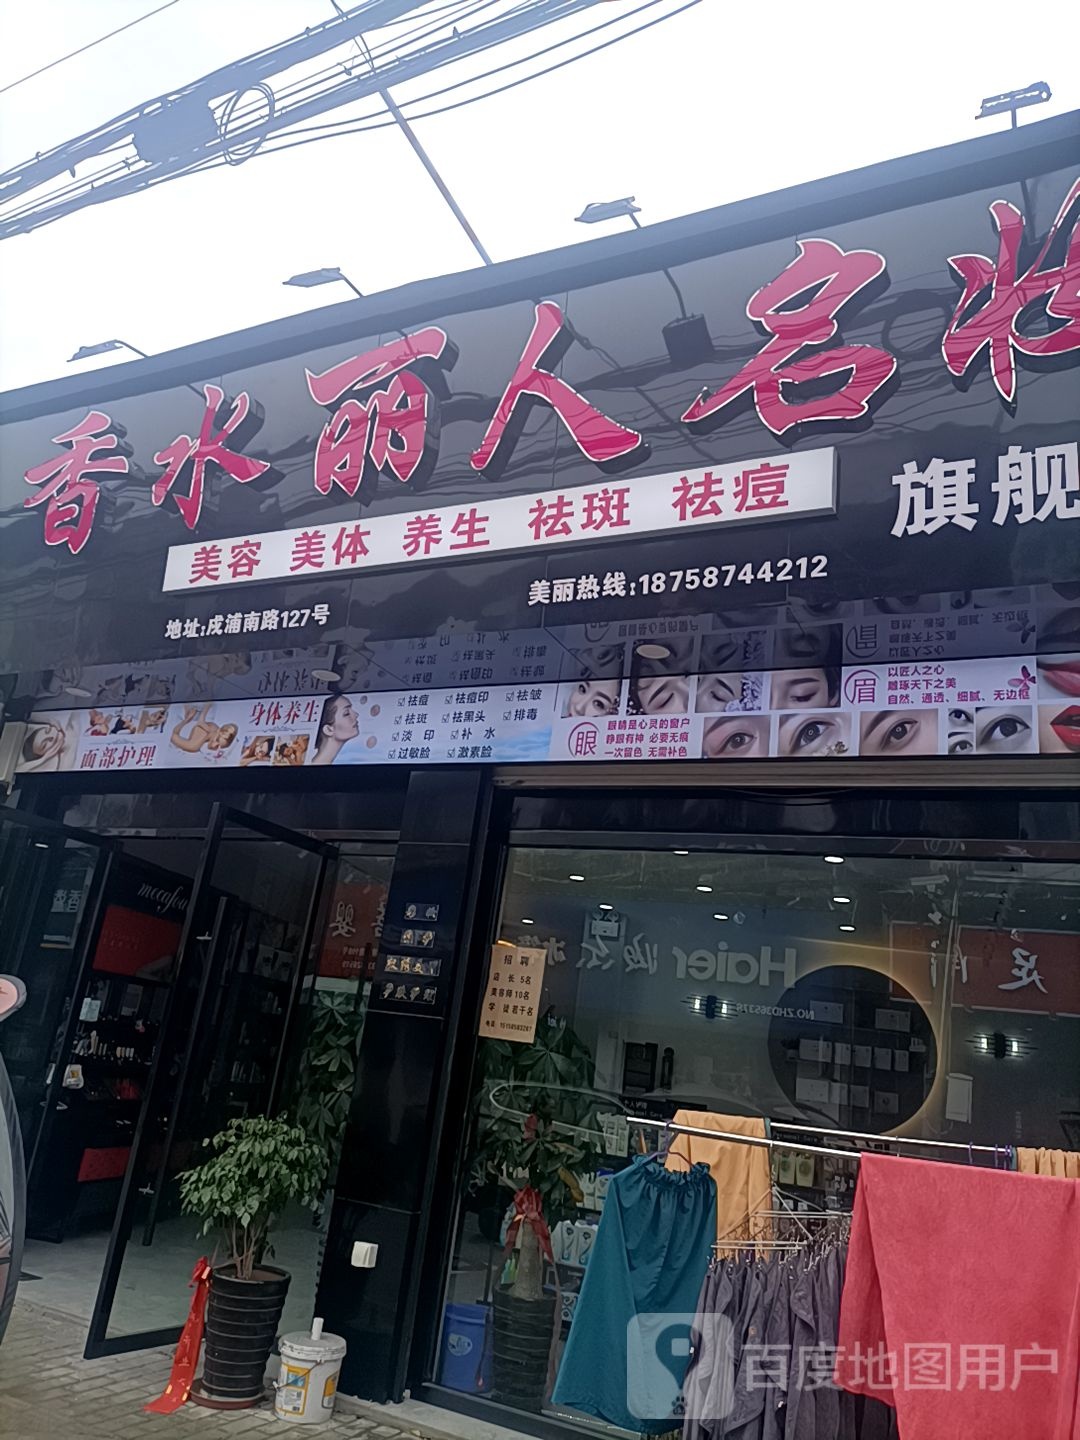 香水丽人名妆
旗舰
美容 美体 养生 祛斑 祛痘
地址:戌浦南路127号
美丽热线:18758744212
面部护理
身体养生
☑祛痘 ☑祛痘印 ☑祛皱
☑祛斑 ☑祛黑头 ☑排毒
☑淡印 ☑补水
☑过敏脸 ☑激素脸
眼
眼睛是心灵的窗户
睁眼有神 必要无痕
一次留色 无需补色
眉
以匠人之心
雕琢天下之美
自然、通透、细腻、无边框
mocafou
招聘
店长 5名
美容师10名
学徒若干名
Haier
百度地图用户